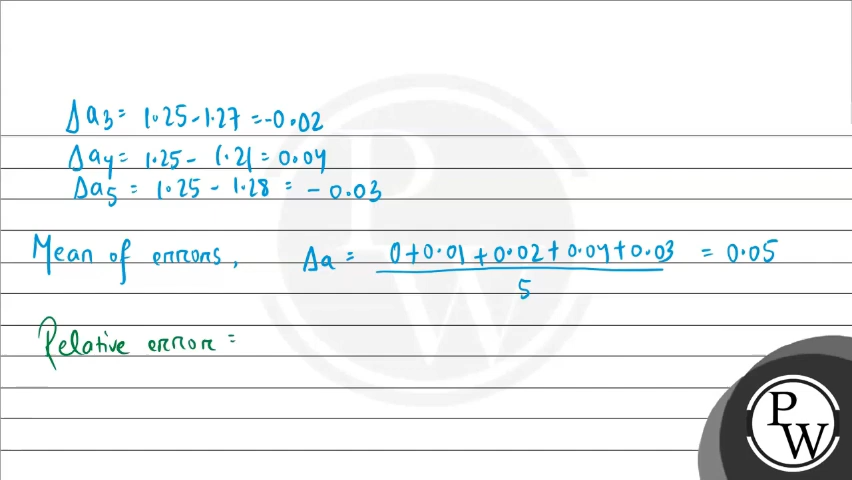 Δa3 = 1.25 - 1.27 = -0.02
Δa4 = 1.25 - 1.21 = 0.04
Δa5 = 1.25 - 1.28 = -0.03
Mean of errors, Δa = (0+0.01+0.02+0.04+0.03)/5 = 0.05
Relative error =
PW